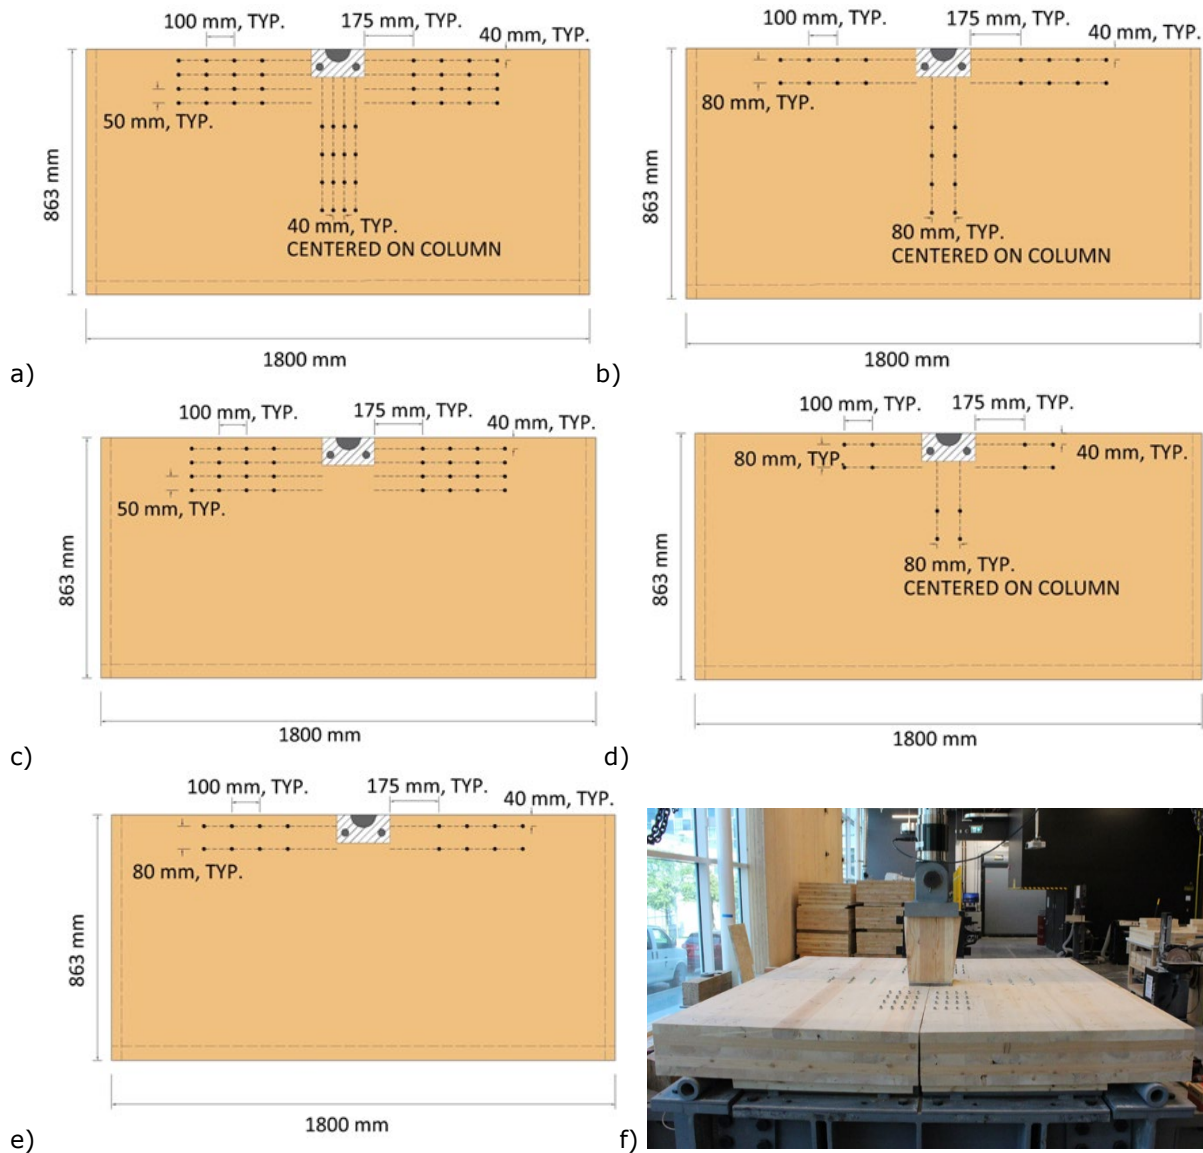 100 mm, TYP.
175 mm, TYP.
40 mm, TYP.
50 mm, TYP.
863 mm
40 mm, TYP.
CENTERED ON COLUMN
1800 mm
a)
100 mm, TYP.
175 mm, TYP.
40 mm, TYP.
80 mm, TYP.
863 mm
80 mm, TYP.
CENTERED ON COLUMN
1800 mm
b)
100 mm, TYP.
175 mm, TYP.
40 mm, TYP.
50 mm, TYP.
863 mm
1800 mm
c)
100 mm, TYP.
175 mm, TYP.
80 mm, TYP.
40 mm, TYP.
863 mm
80 mm, TYP.
CENTERED ON COLUMN
1800 mm
d)
100 mm, TYP.
175 mm, TYP.
40 mm, TYP.
80 mm, TYP.
863 mm
1800 mm
e)
f)